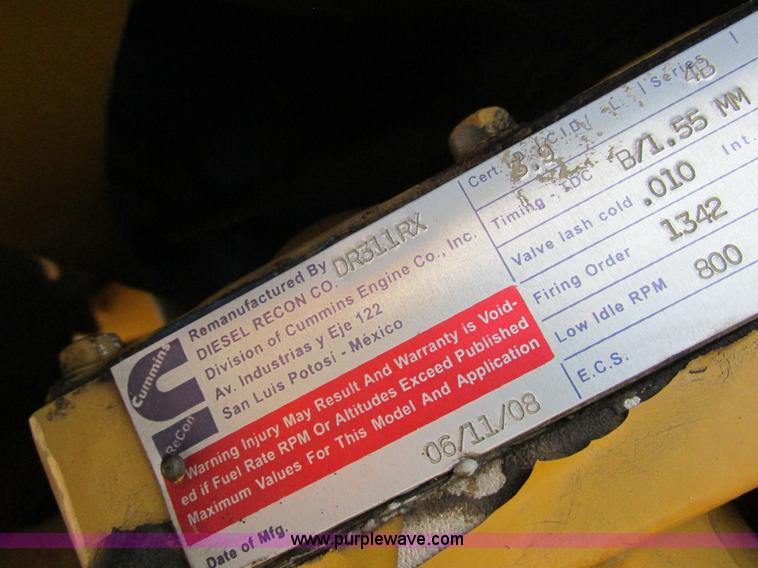 Cummins
ReCon
Remanufactured By
DIESEL RECON CO. DR311RX
Division of Cummins Engine Co., Inc.
Av. Industrias y Eje 122
San Luis Potosi - México
Warning Injury May Result And Warranty is Void-
ed if Fuel Rate RPM Or Altitudes Exceed Published
Maximum Values For This Model And Application
Date of Mfg. 06/11/08
Cert. C.I.D./ L. Series 4B
3.9
Timing - TDC B/1.55 MM
Valve lash cold .010 Int.
Firing Order 1342
Low Idle RPM 800
E.C.S.
www.purplewave.com